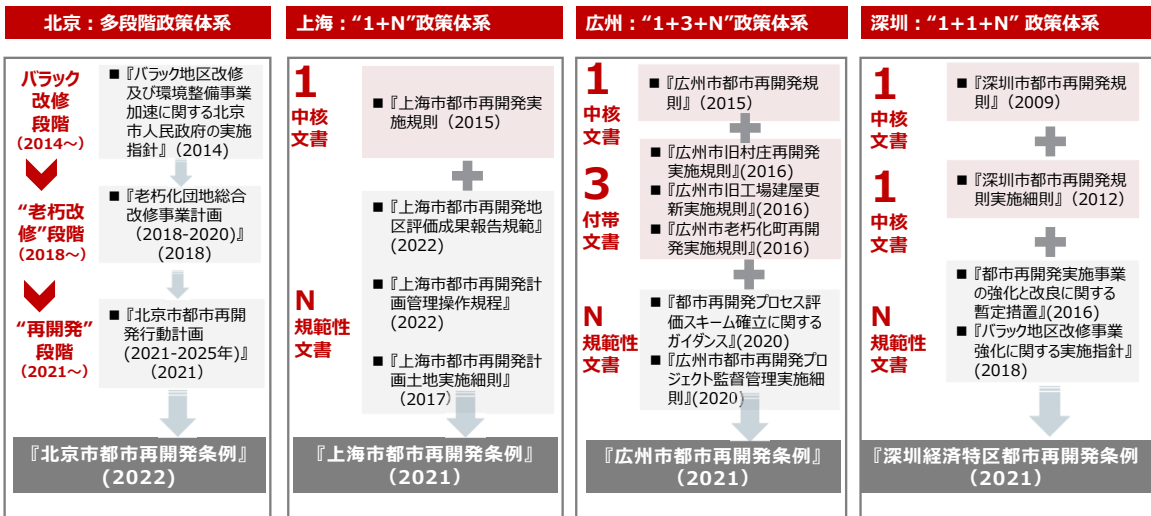 北京：多段階政策体系
バラック
改修
段階
（2014～）
■ 『バラック地区改修
及び環境整備事業
加速に関する北京
市人民政府の実施
指針』（2014）
“老朽改
修”段階
（2018～）
■ 『老朽化団地総合
改修事業計画
(2018-2020)』
(2018)
“再開発”
段階
（2021～）
■ 『北京市都市再開
発行動計画
(2021-2025年)』
（2021）
『北京市都市再開発条例』
（2022）
上海：“1+N”政策体系
1
中核
文書
■ 『上海市都市再開発実
施規則（2015）
N
規範性
文書
■ 『上海市都市再開発地
区評価成果報告規範』
(2022)
■ 『上海市都市再開発計
画管理操作規程』
(2022)
■ 『上海市都市再開発計
画土地実施細則』
（2017）
『上海市都市再開発条例』
（2021）
広州：“1+3+N”政策体系
1
中核
文書
■ 『広州市都市再開発規
則』（2015）
3
付帯
文書
■ 『広州市旧村庄再開発
実施規則』(2016)
■ 『広州市旧工場建屋更
新実施規則』(2016)
■ 『広州市老朽化町再開
発実施規則』(2016)
N
規範性
文書
■ 『都市再開発プロセス評
価スキーム確立に関する
ガイダンス』(2020)
■ 『広州市都市再開発プロ
ジェクト監督管理実施細
則』(2020)
『広州市都市再開発条例』
（2021）
深圳：“1+1+N” 政策体系
1
中核
文書
■ 『深圳市都市再開発規
則』（2009）
1
中核
文書
■ 『深圳市都市再開発規
則実施細則』（2012）
N
規範性
文書
■ 『都市再開発実施事業
の強化と改良に関する
暫定措置』(2016)
■ 『バラック地区改修事業
強化に関する実施指針』
(2018)
『深圳経済特区都市再開発条例
（2021）